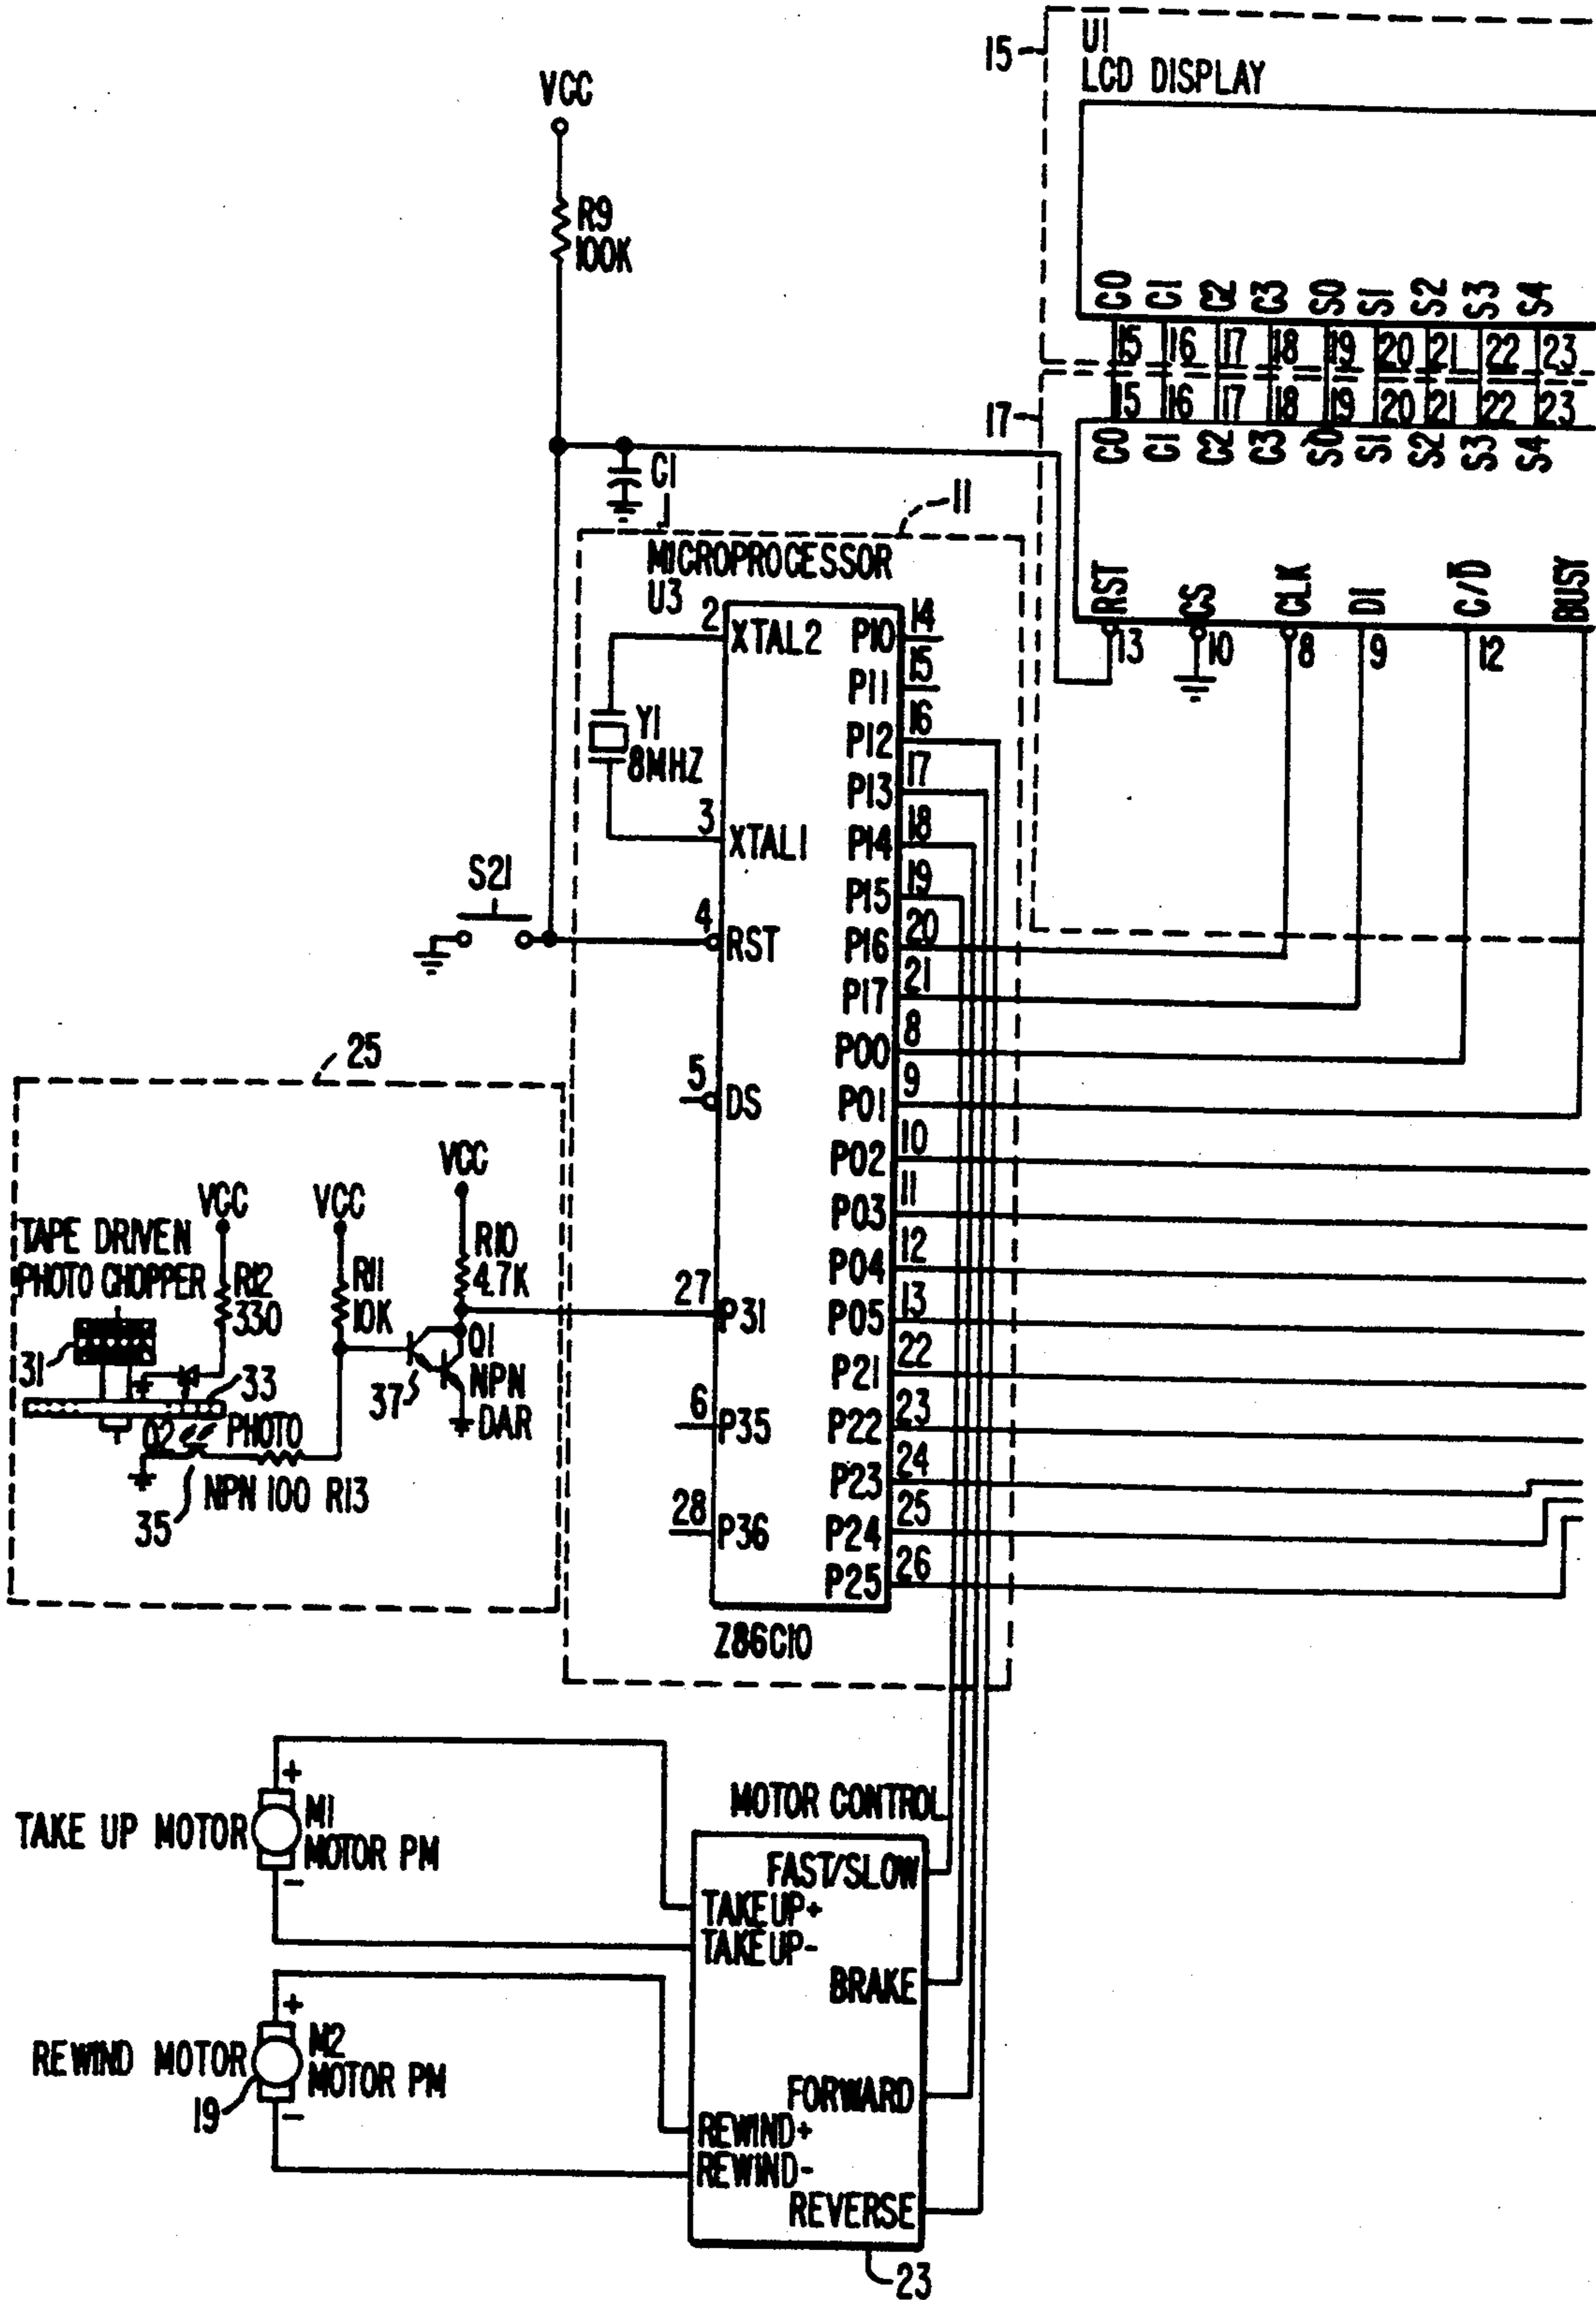 15
U1
LCD DISPLAY
VCC
R9
100K
C0 C1 C2 C3 S0 S1 S2 S3 S4
15 16 17 18 19 20 21 22 23
17
15 16 17 18 19 20 21 22 23
C0 C1 C2 C3 S0 S1 S2 S3 S4
C1
11
RST CS CLK D1 C/D̅ BUSY
13 10 8 9 12
MICROPROCESSOR
U3
2 XTAL2 P10 14
P11 15
P12 16
Y1
8MHZ
P13 17
3 XTAL1 P14 18
S21
P15 19
4 RST P16 20
P17 21
P00 8
5 DS P01 9
P02 10
P03 11
P04 12
27 P31 P05 13
P21 22
6 P35 P22 23
P23 24
28 P36 P24 25
P25 26
Z86C10
25
VCC VCC VCC
TAPE DRIVEN
PHOTO CHOPPER
R12
330
R11
10K
R10
4.7K
31
33
37
Q1
NPN
DAR
Q2 PHOTO
NPN 100 R13
35
MOTOR CONTROL
TAKE UP MOTOR
+
M1
MOTOR PM
-
FAST/SLOW
TAKE UP+
TAKE UP-
BRAKE
REWIND MOTOR
+
M2
MOTOR PM
-
19
FORWARD
REWIND+
REWIND-
REVERSE
23